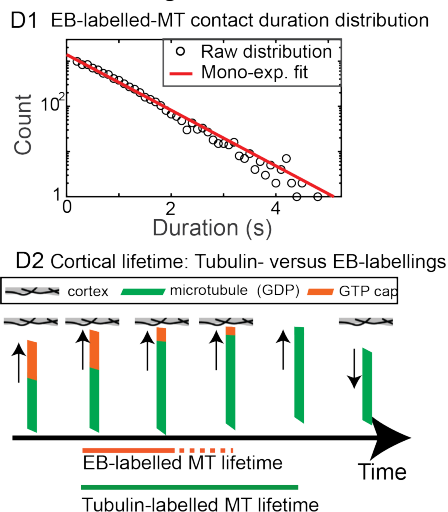 D1 EB-labelled-MT contact duration distribution
Raw distribution
Mono-exp. fit
Count
10²
1
0 2 4
Duration (s)
D2 Cortical lifetime: Tubulin- versus EB-labellings
cortex microtubule (GDP) GTP cap
EB-labelled MT lifetime
Time
Tubulin-labelled MT lifetime